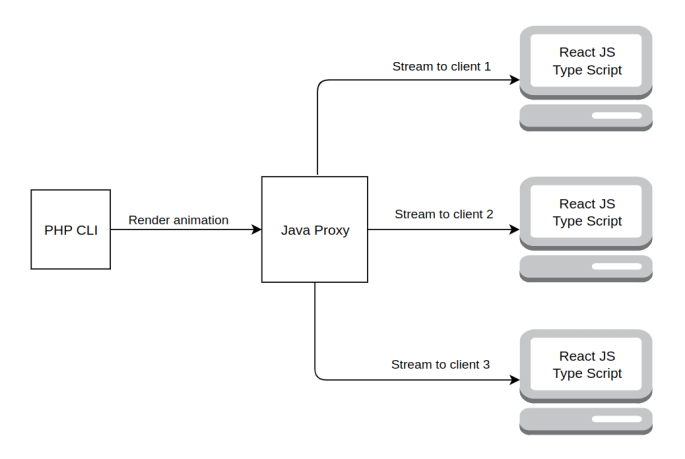 Stream to client 1
React JS
Type Script
PHP CLI
Render animation
Java Proxy
Stream to client 2
React JS
Type Script
Stream to client 3
React JS
Type Script